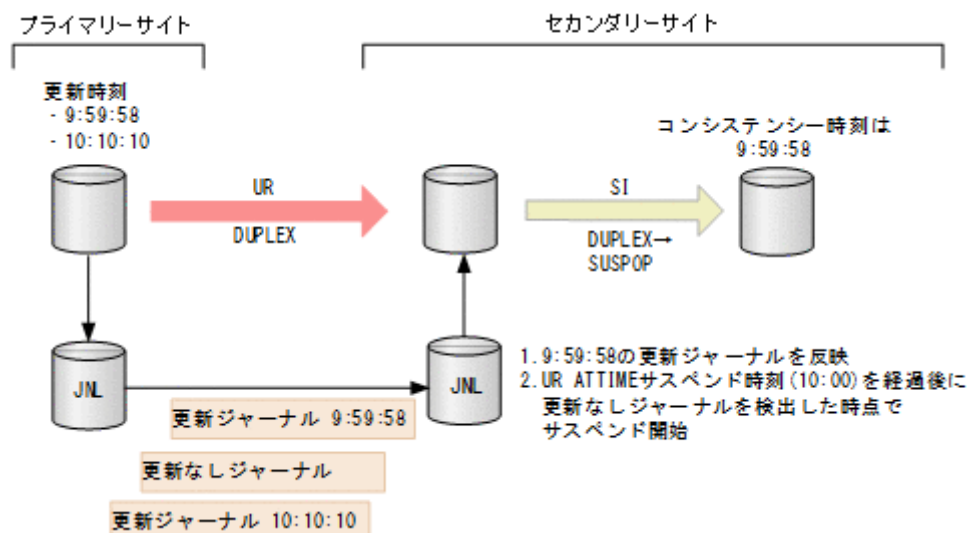 プライマリーサイト
セカンダリーサイト
更新時刻
- 9:59:58
- 10:10:10
コンシステンシー時刻は
9:59:58
UR
DUPLEX
SI
DUPLEX→
SUSPOP
JNL
JNL
1.9:59:58の更新ジャーナルを反映
2.UR ATTIMEサスペンド時刻(10:00)を経過後に
更新なしジャーナルを検出した時点で
サスペンド開始
更新ジャーナル 9:59:58
更新なしジャーナル
更新ジャーナル 10:10:10